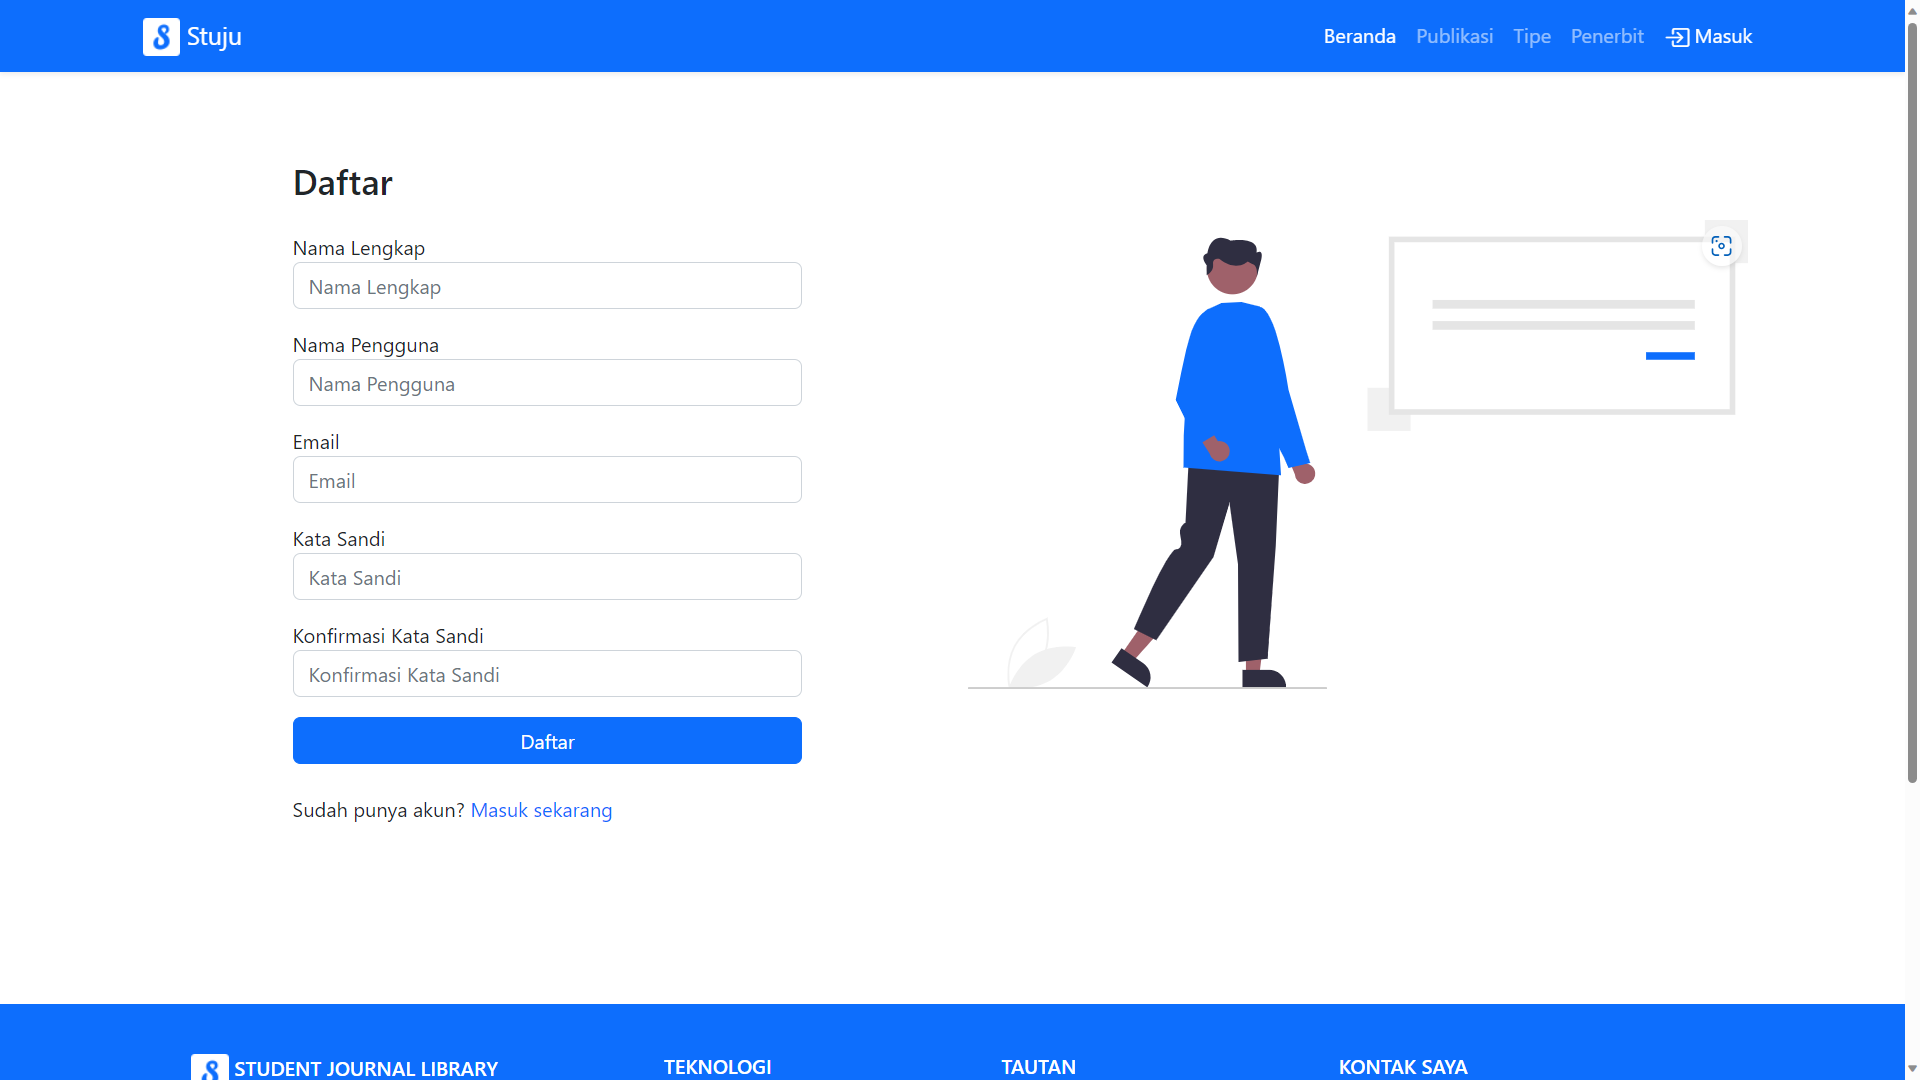 Stuju
Beranda Publikasi Tipe Penerbit Masuk
Daftar
Nama Lengkap
Nama Lengkap
Nama Pengguna
Nama Pengguna
Email
Email
Kata Sandi
Kata Sandi
Konfirmasi Kata Sandi
Konfirmasi Kata Sandi
Daftar
Sudah punya akun? Masuk sekarang
STUDENT JOURNAL LIBRARY
TEKNOLOGI
TAUTAN
KONTAK SAYA